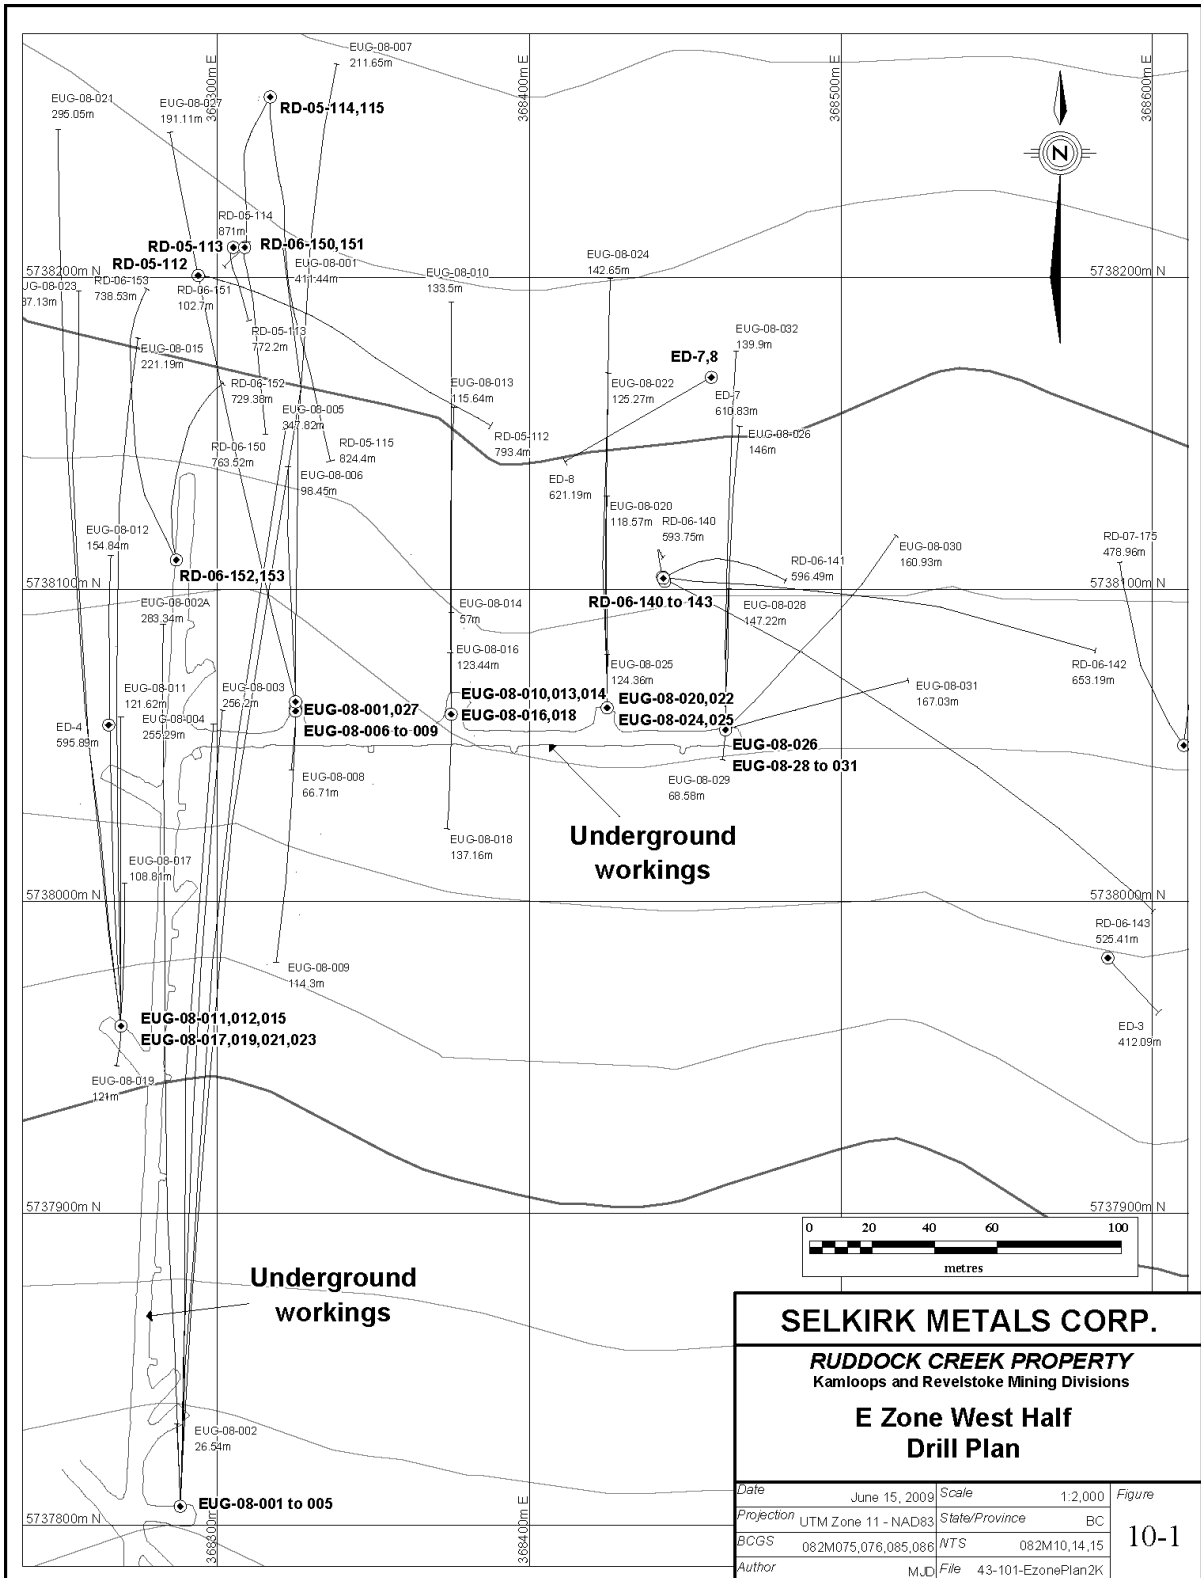 EUG-08-007
211.65m
368300m E
368400m E
368500m E
368600m E
EUG-08-021
295.05m
EUG-08-027
191.11m
RD-05-114,115
N
RD-05-114
871m
RD-05-113
RD-06-150,151
RD-05-112
EUG-08-001
411.44m
EUG-08-010
133.5m
EUG-08-024
142.65m
5738200m N
5738200m N
UG-08-023
37.13m
RD-06-153
738.53m
RD-06-151
102.7m
RD-05-113
772.2m
EUG-08-032
139.9m
EUG-08-015
221.19m
ED-7,8
RD-06-152
729.38m
EUG-08-013
115.64m
EUG-08-022
125.27m
ED-7
610.83m
EUG-08-005
347.82m
RD-05-112
793.4m
EUG-08-026
146m
RD-06-150
763.52m
RD-05-115
824.4m
EUG-08-006
98.45m
ED-8
621.19m
EUG-08-020
118.57m
RD-06-140
593.75m
EUG-08-012
154.84m
EUG-08-030
160.93m
RD-07-175
478.96m
RD-06-141
596.49m
RD-06-152,153
5738100m N
5738100m N
RD-06-140 to 143
EUG-08-002A
283.34m
EUG-08-014
57m
EUG-08-028
147.22m
EUG-08-016
123.44m
EUG-08-025
124.36m
RD-06-142
653.19m
EUG-08-011
121.62m
EUG-08-003
256.2m
EUG-08-031
167.03m
EUG-08-010,013,014
EUG-08-016,018
EUG-08-020,022
EUG-08-024,025
EUG-08-001,027
EUG-08-006 to 009
ED-4
595.89m
EUG-08-004
255.29m
EUG-08-026
EUG-08-28 to 031
EUG-08-008
66.71m
EUG-08-029
68.58m
EUG-08-018
137.16m
Underground
workings
EUG-08-017
108.81m
5738000m N
5738000m N
RD-06-143
525.41m
EUG-08-009
114.3m
EUG-08-011,012,015
EUG-08-017,019,021,023
ED-3
412.09m
EUG-08-019
121m
5737900m N
5737900m N
0 20 40 60 100
metres
Underground
workings
EUG-08-002
26.54m
EUG-08-001 to 005
5737800m N
368300m E
368400m E
SELKIRK METALS CORP.
RUDDOCK CREEK PROPERTY
Kamloops and Revelstoke Mining Divisions
E Zone West Half
Drill Plan
Date June 15, 2009 Scale 1:2,000 Figure
Projection UTM Zone 11 - NAD83 State/Province BC
10-1
BCGS 082M075,076,085,086 NTS 082M10,14,15
Author MJD File 43-101-EzonePlan2K